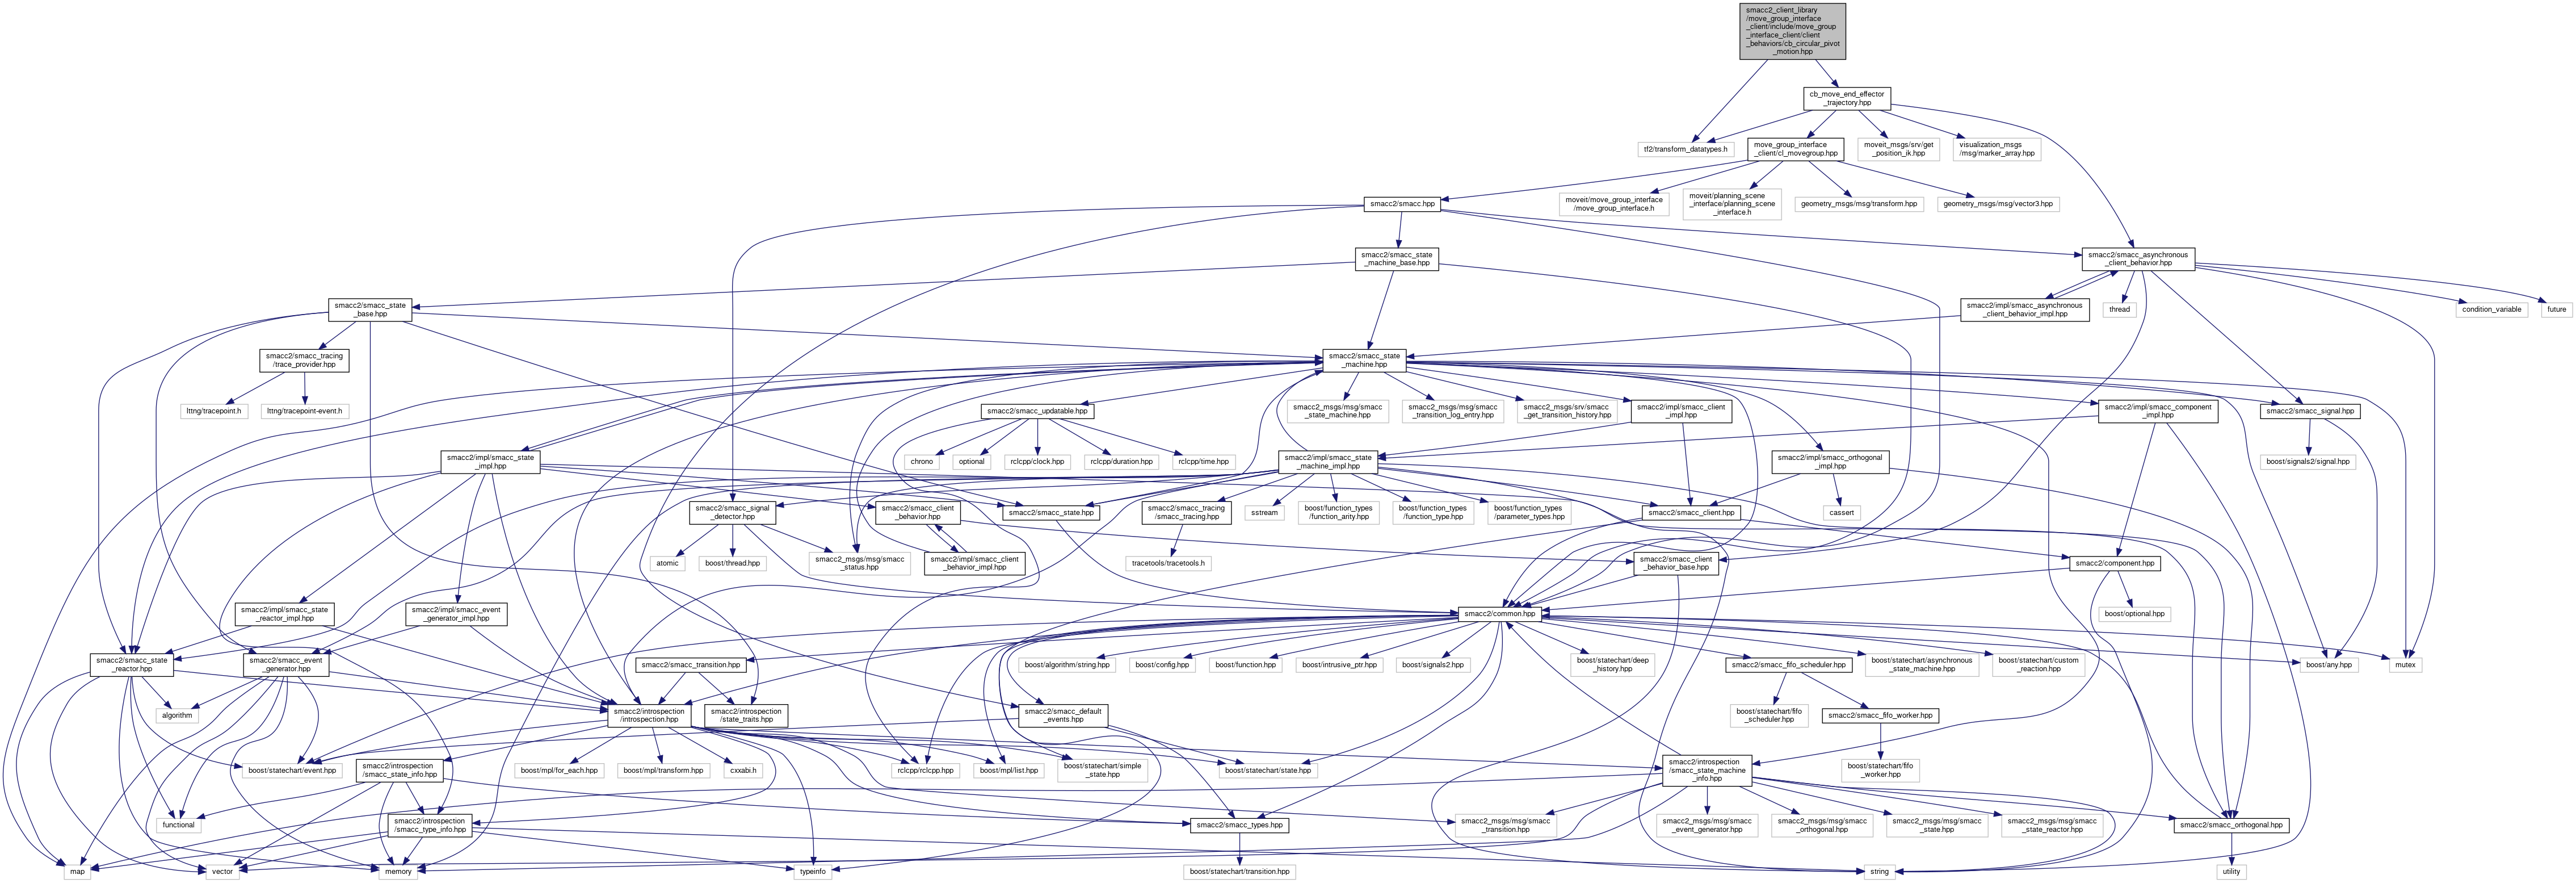 smacc2_client_library
/move_group_interface
_client/include/move_group
_interface_client/client
_behaviors/cb_circular_pivot
_motion.hpp
cb_move_end_effector
_trajectory.hpp
tf2/transform_datatypes.h
move_group_interface
_client/cl_movegroup.hpp
moveit_msgs/srv/get
_position_ik.hpp
visualization_msgs
/msg/marker_array.hpp
smacc2/smacc.hpp
moveit/move_group_interface
/move_group_interface.h
moveit/planning_scene
_interface/planning_scene
_interface.h
geometry_msgs/msg/transform.hpp
geometry_msgs/msg/vector3.hpp
smacc2/smacc_state
_machine_base.hpp
smacc2/smacc_asynchronous
_client_behavior.hpp
smacc2/smacc_state
_base.hpp
smacc2/impl/smacc_asynchronous
_client_behavior_impl.hpp
thread
condition_variable
future
smacc2/smacc_tracing
/trace_provider.hpp
smacc2/smacc_state
_machine.hpp
lttng/tracepoint.h
lttng/tracepoint-event.h
smacc2/smacc_updatable.hpp
smacc2_msgs/msg/smacc
_state_machine.hpp
smacc2_msgs/msg/smacc
_transition_log_entry.hpp
smacc2_msgs/srv/smacc
_get_transition_history.hpp
smacc2/impl/smacc_client
_impl.hpp
smacc2/impl/smacc_component
_impl.hpp
smacc2/smacc_signal.hpp
smacc2/impl/smacc_state
_impl.hpp
chrono
optional
rclcpp/clock.hpp
rclcpp/duration.hpp
rclcpp/time.hpp
smacc2/impl/smacc_state
_machine_impl.hpp
smacc2/impl/smacc_orthogonal
_impl.hpp
boost/signals2/signal.hpp
smacc2/smacc_signal
_detector.hpp
smacc2/smacc_client
_behavior.hpp
smacc2/smacc_state.hpp
smacc2/smacc_tracing
/smacc_tracing.hpp
sstream
boost/function_types
/function_arity.hpp
boost/function_types
/function_type.hpp
boost/function_types
/parameter_types.hpp
smacc2/smacc_client.hpp
cassert
atomic
boost/thread.hpp
smacc2_msgs/msg/smacc
_status.hpp
smacc2/impl/smacc_client
_behavior_impl.hpp
tracetools/tracetools.h
smacc2/smacc_client
_behavior_base.hpp
smacc2/component.hpp
smacc2/impl/smacc_state
_reactor_impl.hpp
smacc2/impl/smacc_event
_generator_impl.hpp
smacc2/common.hpp
boost/optional.hpp
smacc2/smacc_state
_reactor.hpp
smacc2/smacc_event
_generator.hpp
smacc2/smacc_transition.hpp
boost/algorithm/string.hpp
boost/config.hpp
boost/function.hpp
boost/intrusive_ptr.hpp
boost/signals2.hpp
boost/statechart/deep
_history.hpp
smacc2/smacc_fifo_scheduler.hpp
boost/statechart/asynchronous
_state_machine.hpp
boost/statechart/custom
_reaction.hpp
boost/any.hpp
mutex
algorithm
smacc2/introspection
/introspection.hpp
smacc2/introspection
/state_traits.hpp
smacc2/smacc_default
_events.hpp
boost/statechart/fifo
_scheduler.hpp
smacc2/smacc_fifo_worker.hpp
boost/statechart/event.hpp
smacc2/introspection
/smacc_state_info.hpp
boost/mpl/for_each.hpp
boost/mpl/transform.hpp
cxxabi.h
rclcpp/rclcpp.hpp
boost/mpl/list.hpp
boost/statechart/simple
_state.hpp
boost/statechart/state.hpp
smacc2/introspection
/smacc_state_machine
_info.hpp
boost/statechart/fifo
_worker.hpp
functional
smacc2/introspection
/smacc_type_info.hpp
smacc2/smacc_types.hpp
smacc2_msgs/msg/smacc
_transition.hpp
smacc2_msgs/msg/smacc
_event_generator.hpp
smacc2_msgs/msg/smacc
_orthogonal.hpp
smacc2_msgs/msg/smacc
_state.hpp
smacc2_msgs/msg/smacc
_state_reactor.hpp
smacc2/smacc_orthogonal.hpp
map
vector
memory
typeinfo
boost/statechart/transition.hpp
string
utility